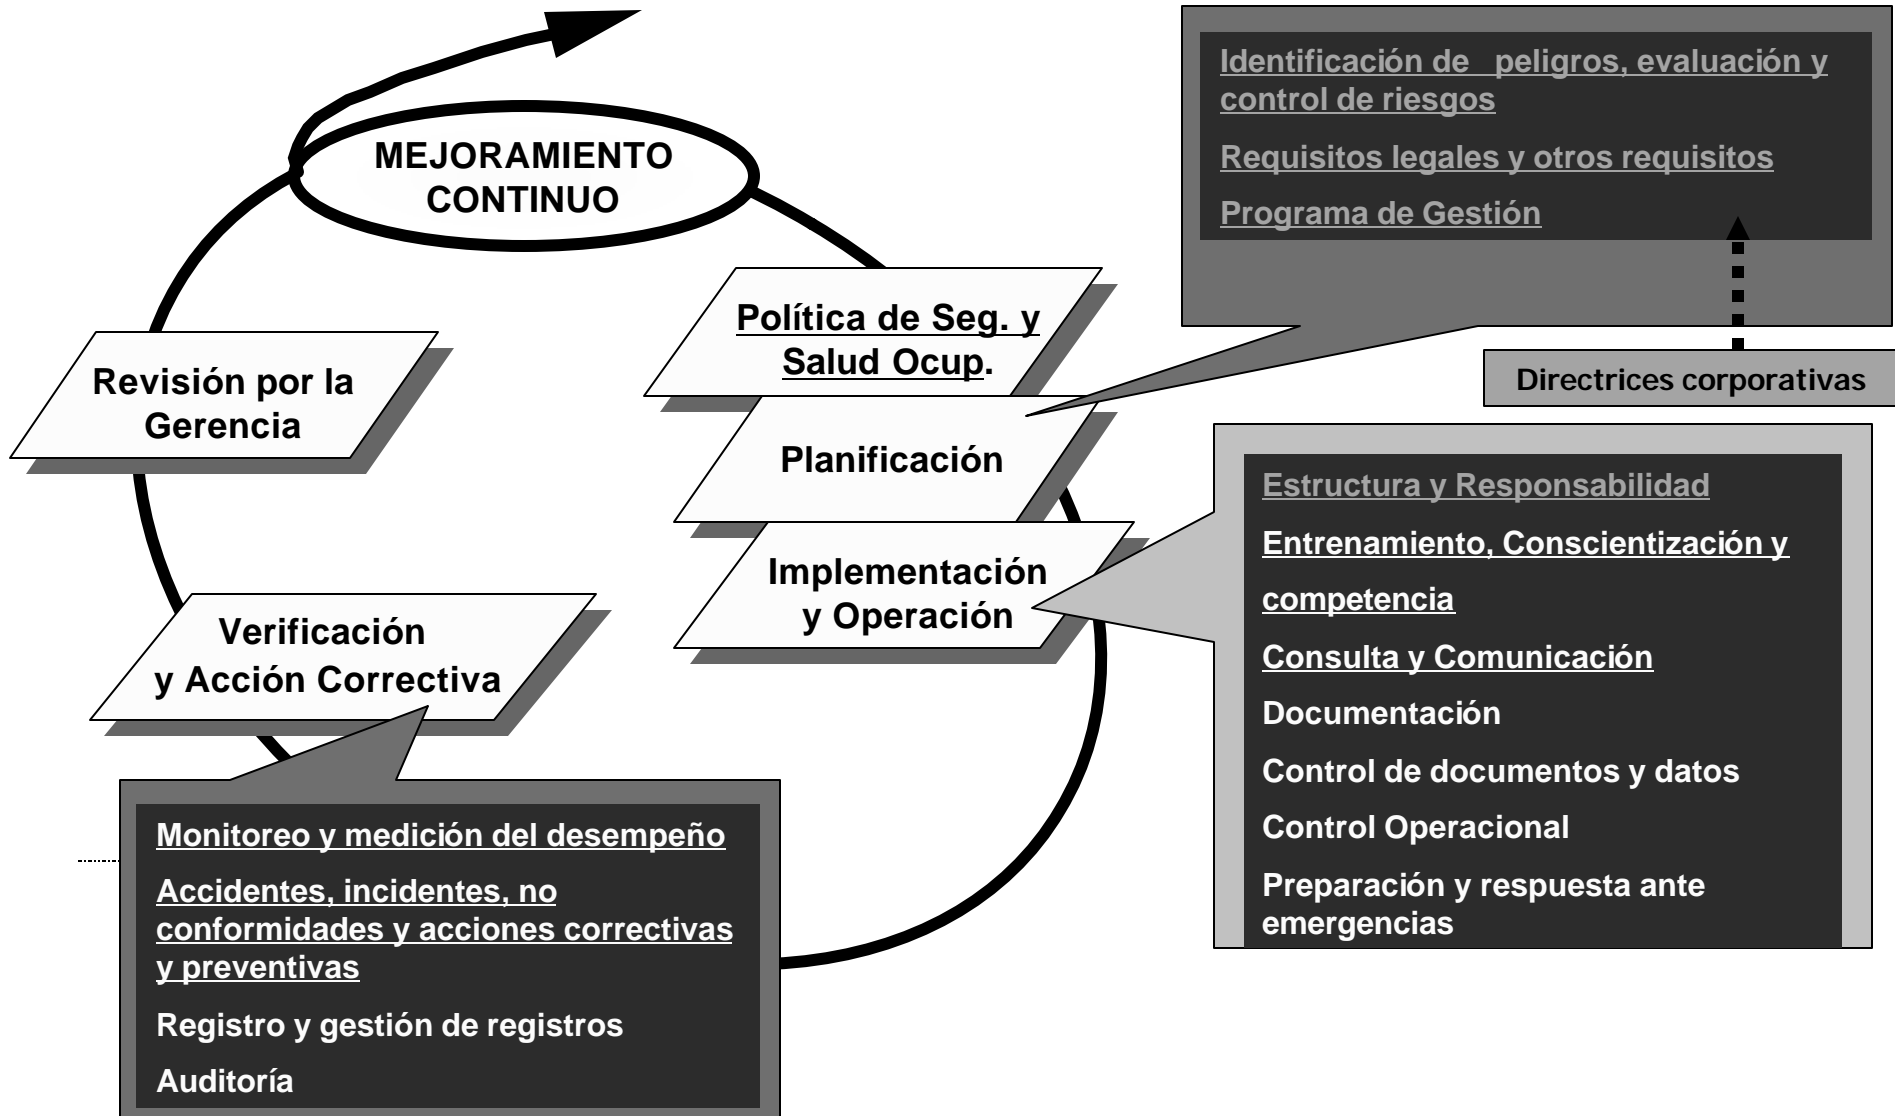 MEJORAMIENTO
CONTINUO
Identificación de peligros, evaluación y
control de riesgos
Requisitos legales y otros requisitos
Programa de Gestión
Directrices corporativas
Política de Seg. y
Salud Ocup.
Planificación
Implementación
y Operación
Estructura y Responsabilidad
Entrenamiento, Conscientización y
competencia
Consulta y Comunicación
Documentación
Control de documentos y datos
Control Operacional
Preparación y respuesta ante
emergencias
Revisión por la
Gerencia
Verificación
y Acción Correctiva
Monitoreo y medición del desempeño
Accidentes, incidentes, no
conformidades y acciones correctivas
y preventivas
Registro y gestión de registros
Auditoría